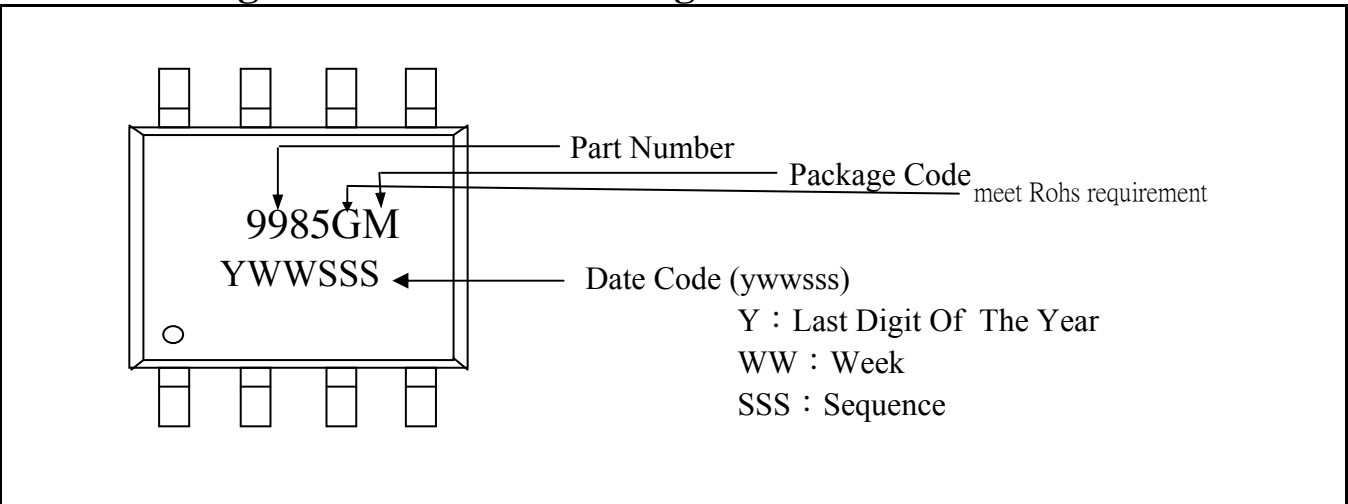 Part Number
Package Code
meet Rohs requirement
9985GM
YWWSSS
Date Code (ywwsss)
Y：Last Digit Of The Year
WW：Week
SSS：Sequence